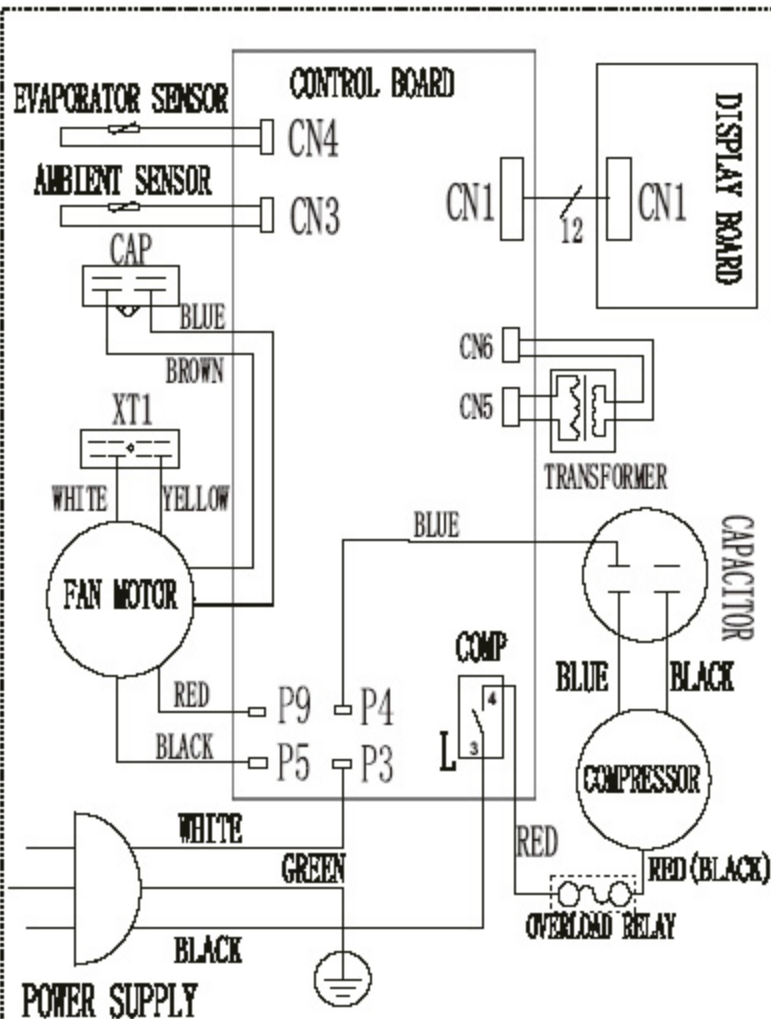 CONTROL BOARD
EVAPORATOR SENSOR
CN4
AMBIENT SENSOR
CN3
CN1
12
CN1
DISPLAY BOARD
CAP
BLUE
BROWN
CN6
CN5
TRANSFORMER
XT1
WHITE
YELLOW
FAN MOTOR
BLUE
CAPACITOR
BLUE
BLACK
COMP
4
3
L
RED
P9
P4
BLACK
P5
P3
COMPRESSOR
WHITE
GREEN
BLACK
RED
RED(BLACK)
OVERLOAD RELAY
POWER SUPPLY